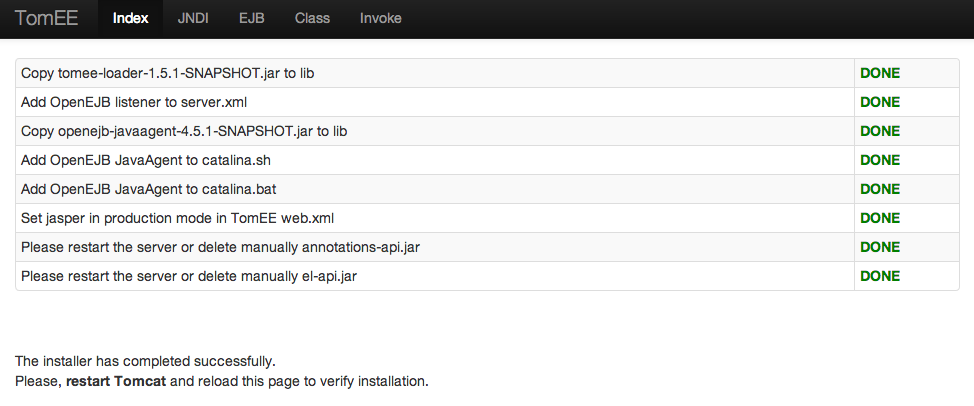 TomEE Index JNDI EJB Class Invoke
Copy tomee-loader-1.5.1-SNAPSHOT.jar to lib DONE
Add OpenEJB listener to server.xml DONE
Copy openejb-javaagent-4.5.1-SNAPSHOT.jar to lib DONE
Add OpenEJB JavaAgent to catalina.sh DONE
Add OpenEJB JavaAgent to catalina.bat DONE
Set jasper in production mode in TomEE web.xml DONE
Please restart the server or delete manually annotations-api.jar DONE
Please restart the server or delete manually el-api.jar DONE
The installer has completed successfully.
Please, restart Tomcat and reload this page to verify installation.